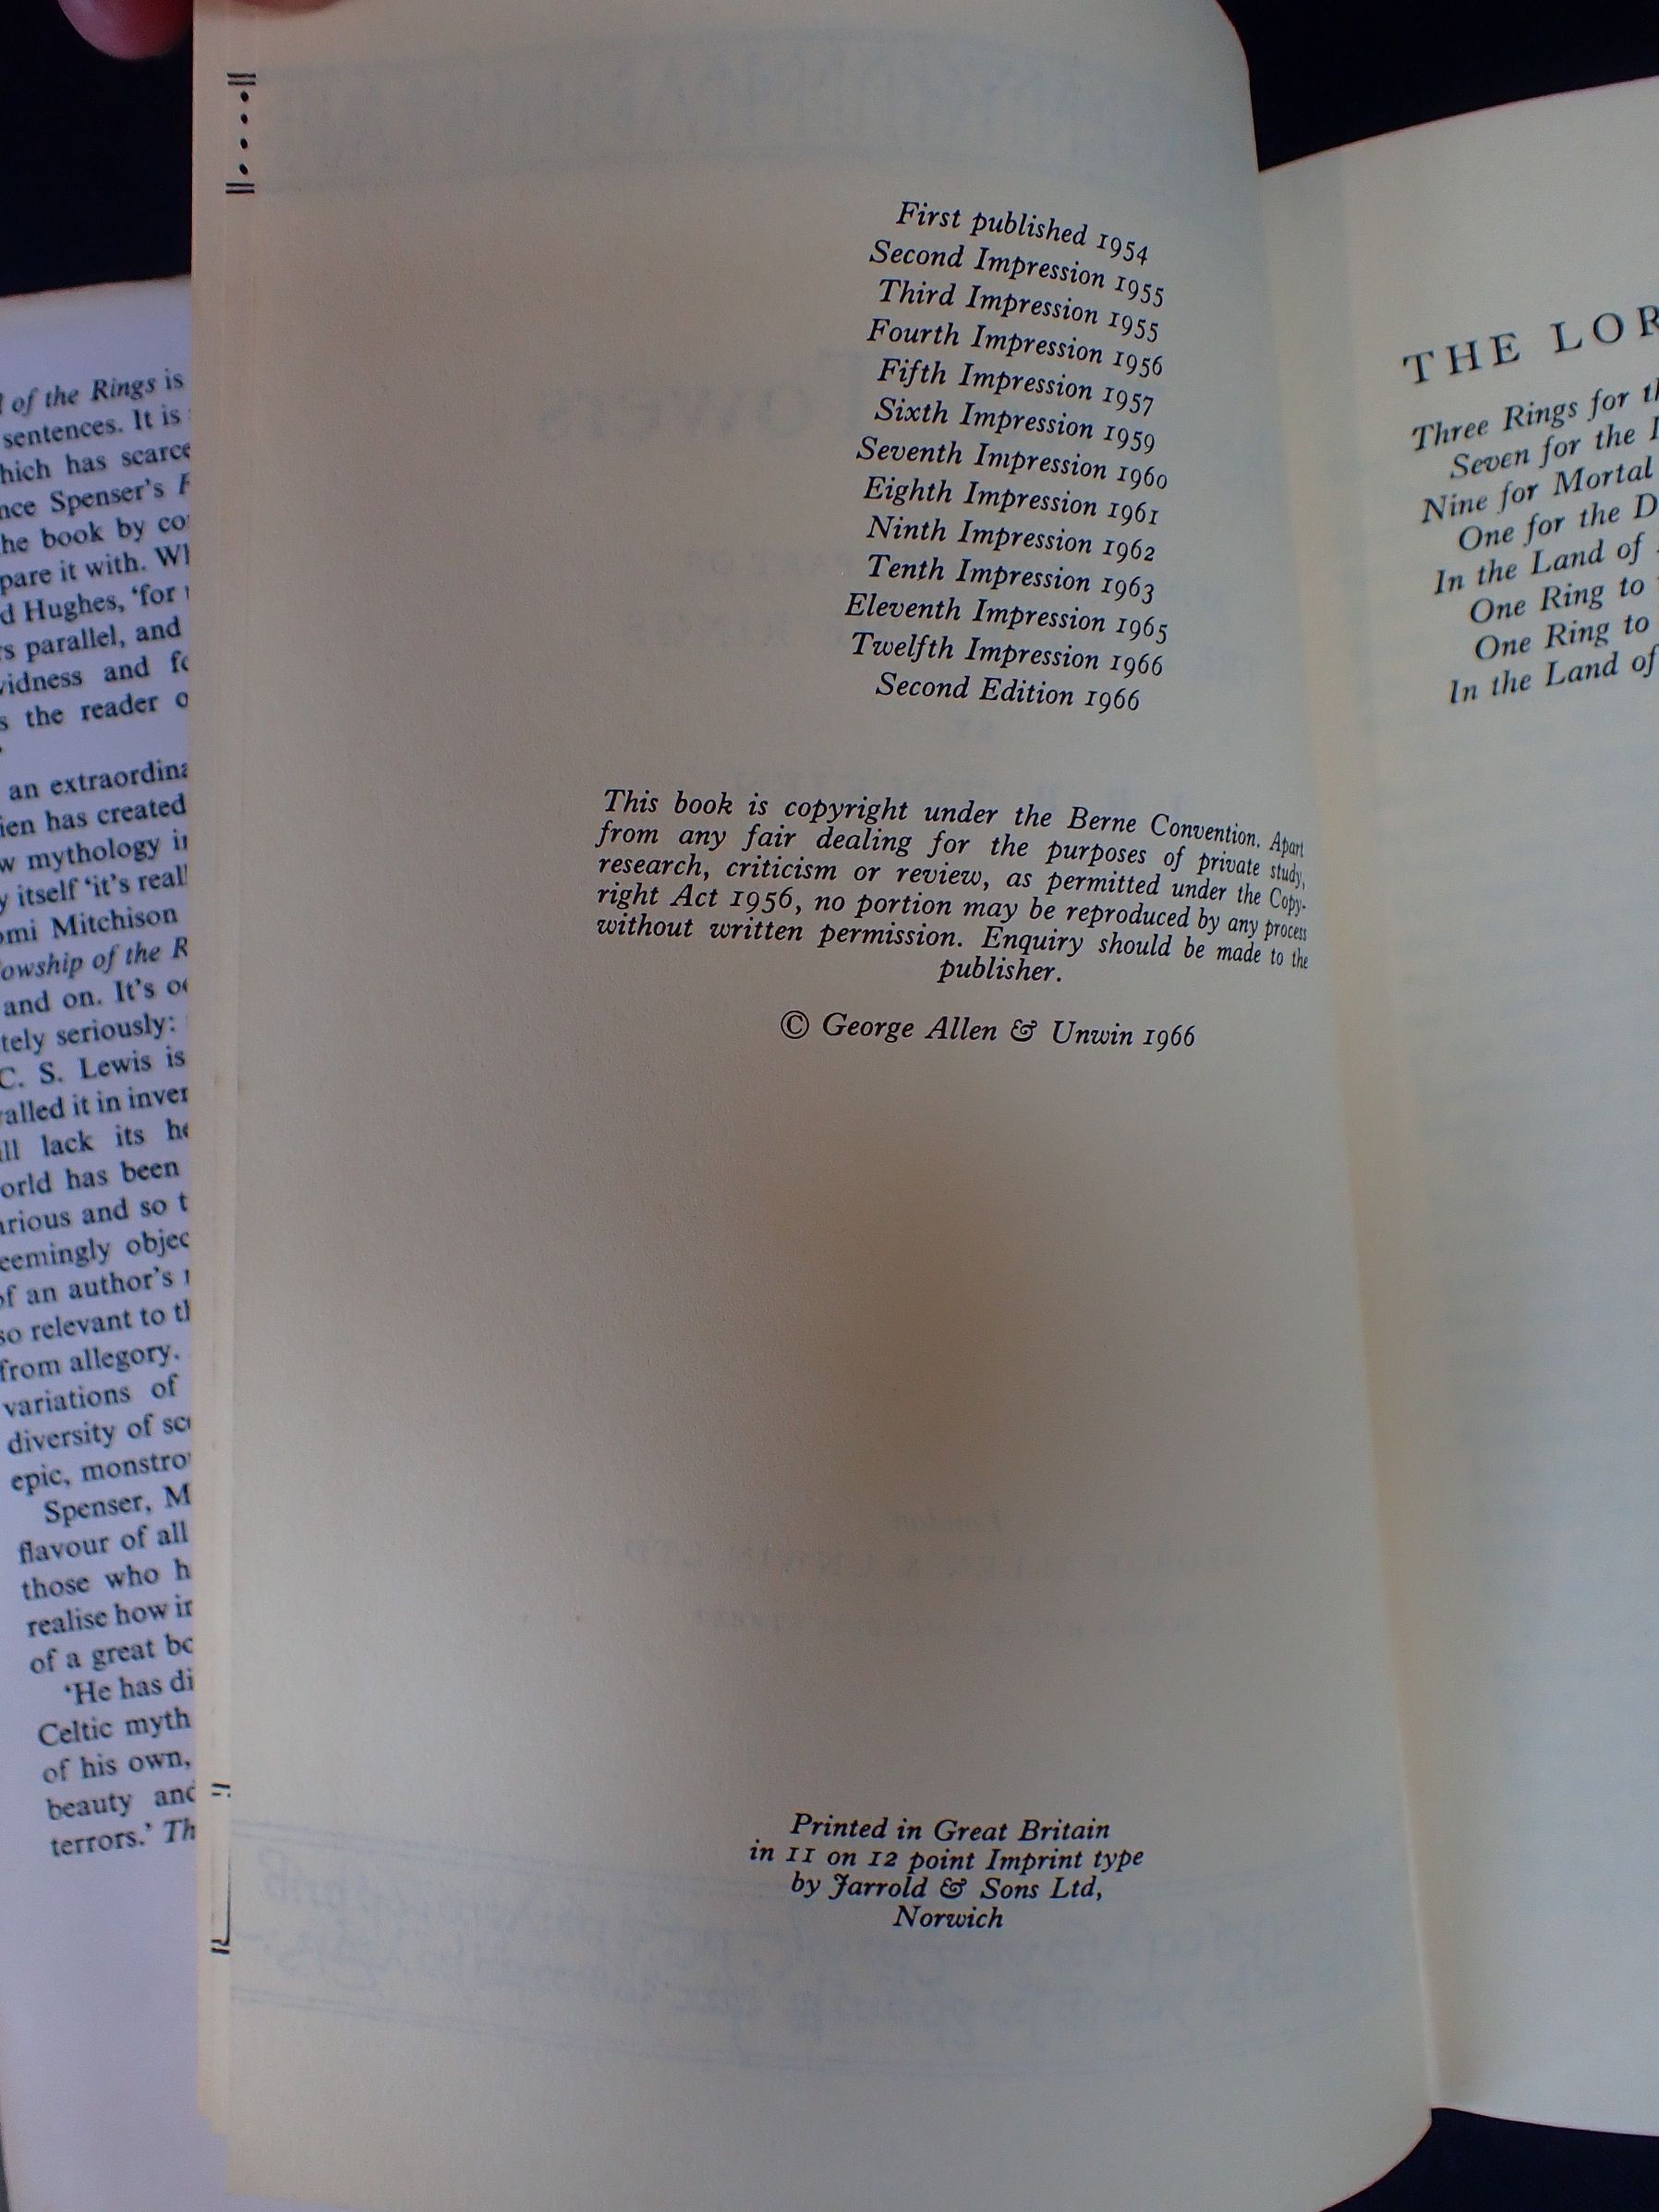 of the Rings is
sentences. It is
which has scarce
Spenser's
the book by
pare it with.
Hughes, 'for
parallel, and
vidness and
s the reader
an extraordina
ien has created
mythology
itself 'it's
omi Mitchison
owship of the R
and on. It's
tely seriously:
C. S. Lewis is
alled it in inver
ll lack its
orld has been
rious and so
eemingly objec
of an author's
so relevant to
from allegory.
variations of
diversity of
epic, monstro
Spenser, M
flavour of all
those who
realise how
of a great
'He has
Celtic myth
of his own,
beauty and
terrors.' Th
First published 1954
Second Impression 1955
Third Impression 1955
Fourth Impression 1956
Fifth Impression 1957
Sixth Impression 1959
Seventh Impression 1960
Eighth Impression 1961
Ninth Impression 1962
Tenth Impression 1963
Eleventh Impression 1965
Twelfth Impression 1966
Second Edition 1966
This book is copyright under the Berne Convention. Apart
from any fair dealing for the purposes of private study,
research, criticism or review, as permitted under the Copy-
right Act 1956, no portion may be reproduced by any process
without written permission. Enquiry should be made to the
publisher.
© George Allen & Unwin 1966
Printed in Great Britain
in 11 on 12 point Imprint type
by Jarrold & Sons Ltd,
Norwich
THE LOR
Three Rings for
Seven for the
Nine for Mortal
One for the D
In the Land of
One Ring to
One Ring to
In the Land of